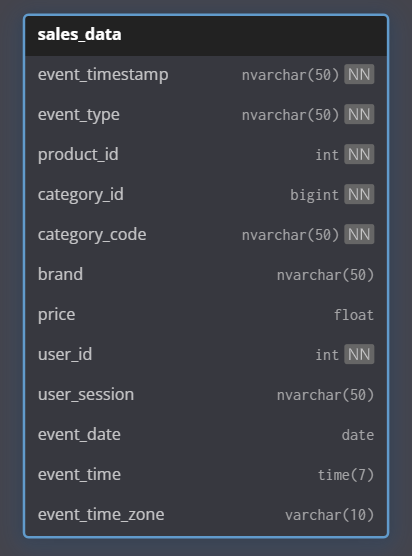 sales_data
event_timestamp nvarchar(50) NN
event_type nvarchar(50) NN
product_id int NN
category_id bigint NN
category_code nvarchar(50) NN
brand nvarchar(50)
price float
user_id int NN
user_session nvarchar(50)
event_date date
event_time time(7)
event_time_zone varchar(10)